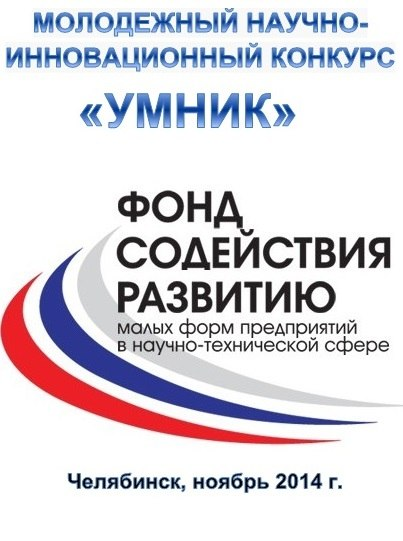 МОЛОДЕЖНЫЙ НАУЧНО-
ИННОВАЦИОННЫЙ КОНКУРС
«УМНИК»
ФОНД
СОДЕЙСТВИЯ
РАЗВИТИЮ
малых форм предприятий
в научно-технической сфере
Челябинск, ноябрь 2014 г.